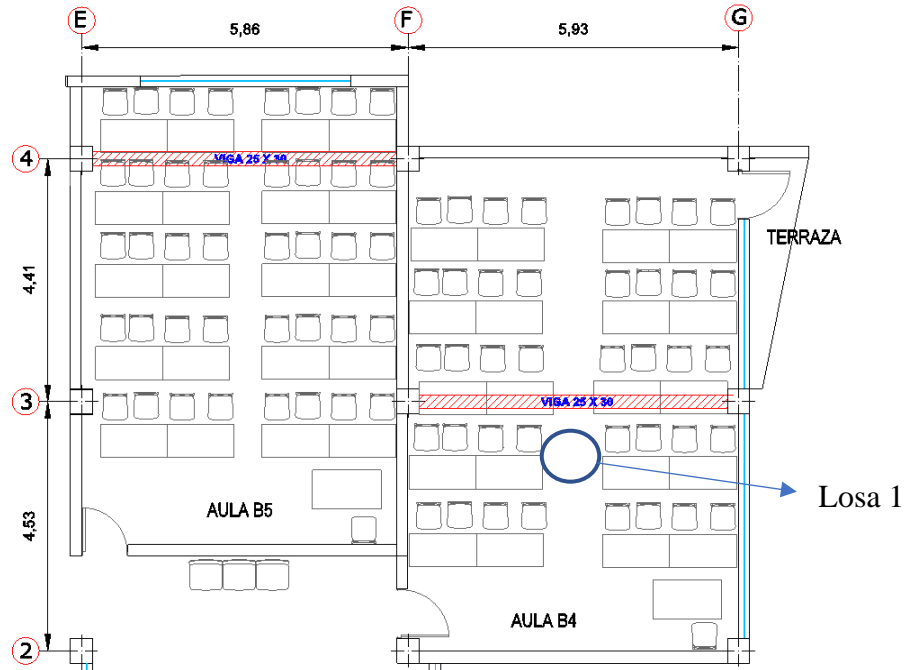 E
F
G
5,86
5,93
4
VIGA 25 X 30
TERRAZA
4,41
3
VIGA 25 X 30
Losa 1
AULA B5
4,53
AULA B4
2